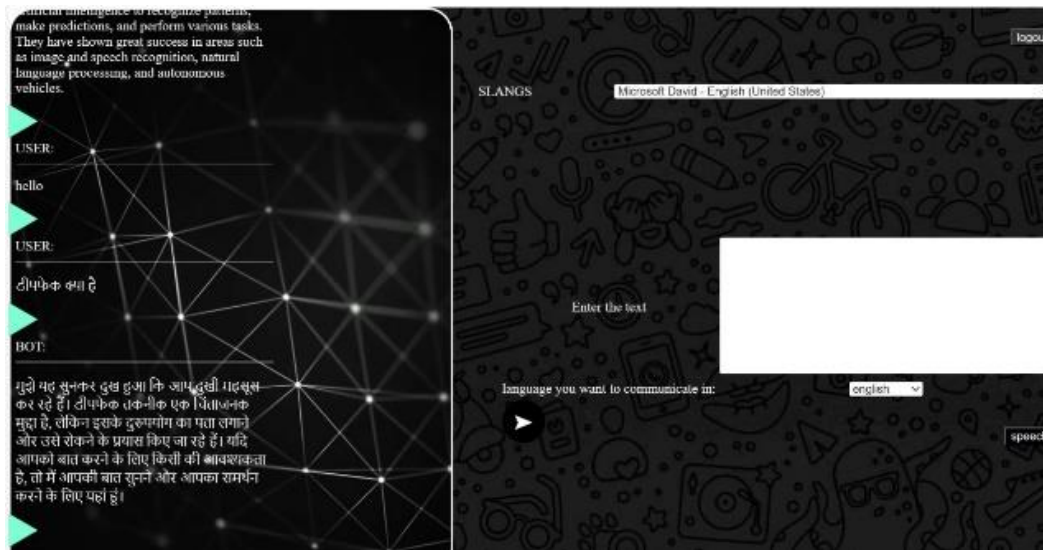 artificial intelligence to recognize patterns,
make predictions, and perform various tasks.
They have shown great success in areas such
as image and speech recognition, natural
language processing, and autonomous
vehicles.
USER:
hello
USER:
डीपफेक क्या है
BOT:
मुझे यह सुनकर दुख हुआ कि आप दुखी महसूस
कर रहे हैं। डीपफेक तकनीक एक चिंताजनक
मुद्दा है, लेकिन इसके दुरुपयोग का पता लगाने
और उसे रोकने के प्रयास किए जा रहे हैं। यदि
आपको बात करने के लिए किसी की आवश्यकता
है, तो मैं आपकी बात सुनने और आपका समर्थन
करने के लिए यहां हूं।
logou
SLANGS
Microsoft David - English (United States)
Enter the text
language you want to communicate in:
english
speech
OFF